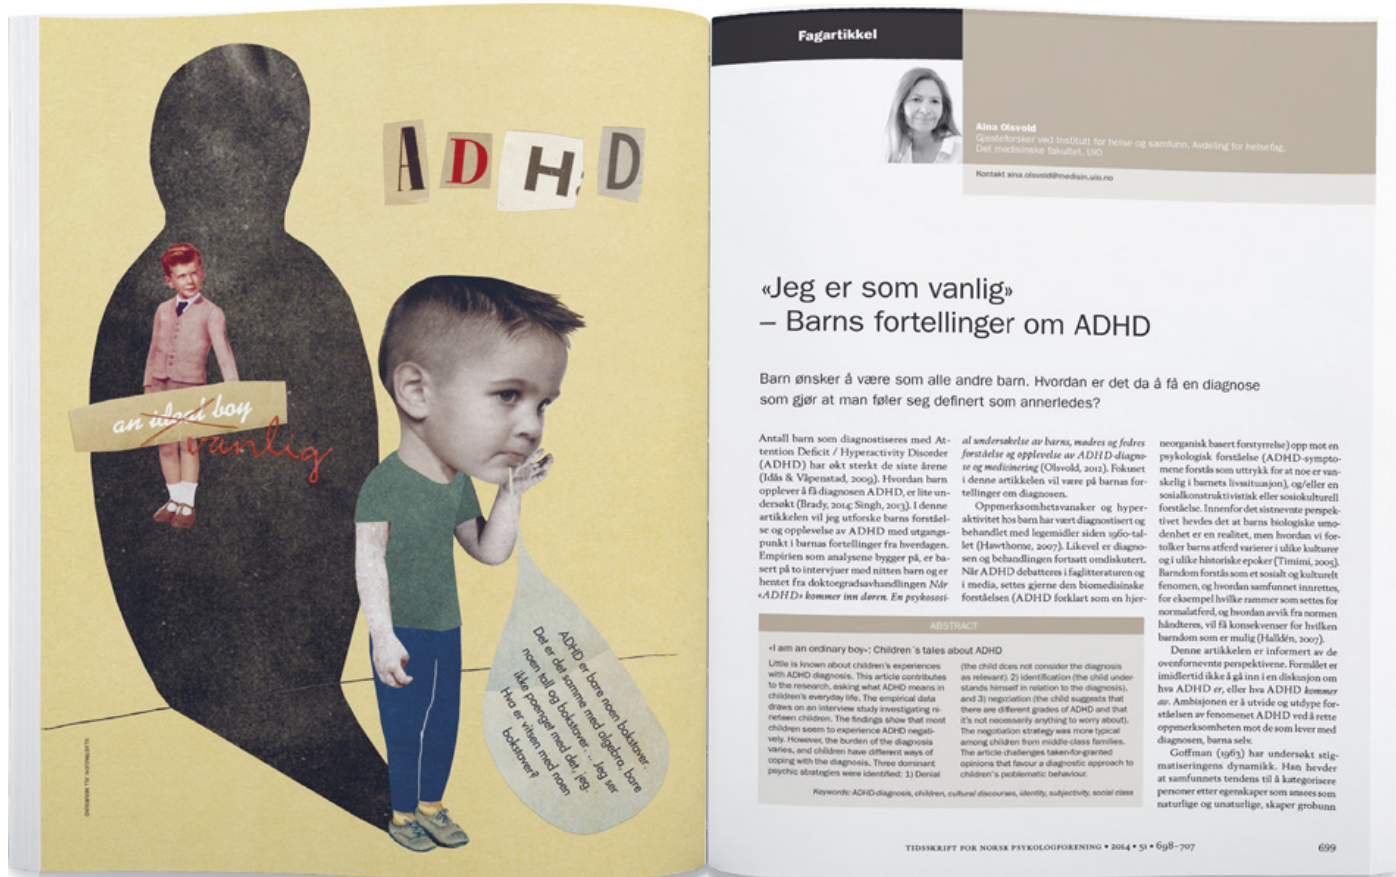 ADHD
an ideal boy
vanlig
ADHD er bare noen bokstaver.
Det er det samme med algebra, bare
noen tall og bokstaver. ... Jeg ser
ikke poenget med det, jeg.
Hva er vitsen med noen
bokstaver?
Fagartikkel
Aina Olsvold
Gjesteforsker ved Institutt for helse og samfunn, Avdeling for helsefag,
Det medisinske fakultet, UiO
Kontakt aina.olsvold@medisin.uio.no
«Jeg er som vanlig»
– Barns fortellinger om ADHD
Barn ønsker å være som alle andre barn. Hvordan er det da å få en diagnose
som gjør at man føler seg definert som annerledes?
Antall barn som diagnostiseres med At-
tention Deficit / Hyperactivity Disorder
(ADHD) har økt sterkt de siste årene
(Idås & Våpenstad, 2009). Hvordan barn
opplever å få diagnosen ADHD, er lite un-
dersøkt (Brady, 2014; Singh, 2013). I denne
artikkelen vil jeg utforske barns forståel-
se og opplevelse av ADHD med utgangs-
punkt i barnas fortellinger fra hverdagen.
Empirien som analysene bygger på, er ba-
sert på to intervjuer med nitten barn og er
hentet fra doktorgradsavhandlingen Når
«ADHD» kommer inn døren. En psykososi-
al undersøkelse av barns, mødres og fedres
forståelse og opplevelse av ADHD-diagno-
se og medisinering (Olsvold, 2012). Fokuset
i denne artikkelen vil være på barnas for-
tellinger om diagnosen.
Oppmerksomhetsvansker og hyper-
aktivitet hos barn har vært diagnostisert og
behandlet med legemidler siden 1960-tal-
let (Hawthorne, 2007). Likevel er diagno-
sen og behandlingen fortsatt omdiskutert.
Når ADHD debatteres i faglitteraturen og
i media, settes gjerne den biomedisinske
forståelsen (ADHD forklart som en hjer-
neorganisk basert forstyrrelse) opp mot en
psykologisk forståelse (ADHD-sympto-
mene forstås som uttrykk for at noe er van-
skelig i barnets livssituasjon), og/eller en
sosialkonstruktivistisk eller sosiokulturell
forståelse. Innenfor det sistnevnte perspek-
tivet hevdes det at barns biologiske umo-
denhet er en realitet, men hvordan vi for-
tolker barns atferd varierer i ulike kulturer
og i ulike historiske epoker (Timimi, 2005).
Barndom forstås som et sosialt og kulturelt
fenomen, og hvordan samfunnet innrettes,
for eksempel hvilke rammer som settes for
normalatferd, og hvordan avvik fra normen
håndteres, vil få konsekvenser for hvilken
barndom som er mulig (Halldén, 2007).
Denne artikkelen er informert av de
ovenfornevnte perspektivene. Formålet er
imidlertid ikke å gå inn i en diskusjon om
hva ADHD er, eller hva ADHD kommer
av. Ambisjonen er å utvide og utdype for-
ståelsen av fenomenet ADHD ved å rette
oppmerksomheten mot de som lever med
diagnosen, barna selv.
Goffman (1963) har undersøkt stig-
matiseringens dynamikk. Han hevder
at samfunnets tendens til å kategorisere
personer etter egenskaper som ansees som
naturlige og unaturlige, skaper grobunn
ABSTRACT
«I am an ordinary boy»: Children´s tales about ADHD
Little is known about children's experiences
with ADHD diagnosis. This article contributes
to the research, asking what ADHD means in
children's everyday life. The empirical data
draws on an interview study investigating ni-
neteen children. The findings show that most
children seem to experience ADHD negati-
vely. However, the burden of the diagnosis
varies, and children have different ways of
coping with the diagnosis. Three dominant
psychic strategies were identified: 1) Denial
(the child does not consider the diagnosis
as relevant) 2) identification (the child under-
stands himself in relation to the diagnosis),
and 3) negotiation (the child suggests that
there are different grades of ADHD and that
it's not necessarily anything to worry about).
The negotiation strategy was more typical
among children from middle-class families.
The article challenges taken-for-granted
opinions that favour a diagnostic approach to
children's problematic behaviour.
Keywords: ADHD-diagnosis, children, cultural discourses, identity, subjectivity, social class
TIDSSKRIFT FOR NORSK PSYKOLOGFORENING • 2014 • 51 • 698–707
699